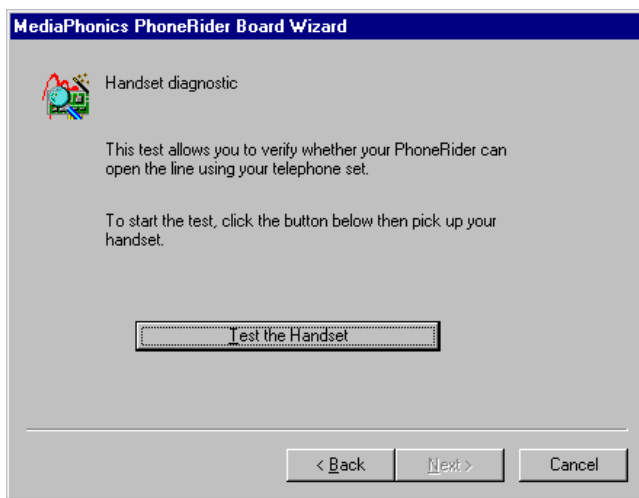 MediaPhonics PhoneRider Board Wizard
Handset diagnostic
This test allows you to verify whether your PhoneRider can
open the line using your telephone set.
To start the test, click the button below then pick up your
handset.
Test the Handset
< Back
Next >
Cancel